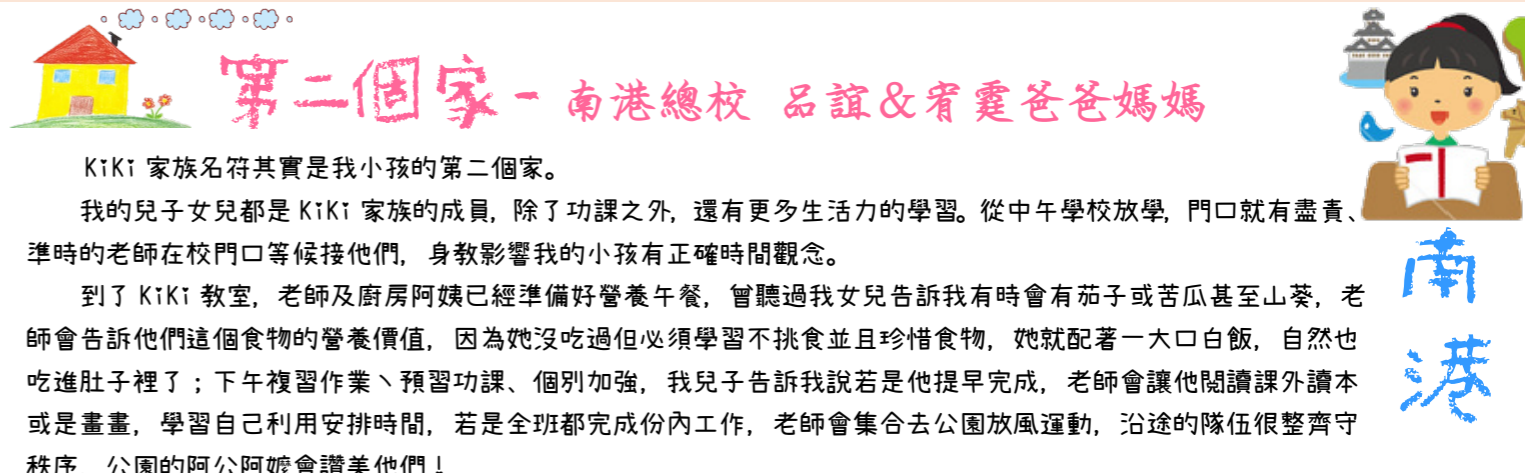 第二個家 - 南港總校 品誼&宥霆爸爸媽媽
KiKi 家族名符其實是我小孩的第二個家。
我的兒子女兒都是 KiKi 家族的成員, 除了功課之外, 還有更多生活力的學習。從中午學校放學, 門口就有盡責、
準時的老師在校門口等候接他們, 身教影響我的小孩有正確時間觀念。
到了 KiKi 教室, 老師及廚房阿姨已經準備好營養午餐, 曾聽過我女兒告訴我有時會有茄子或苦瓜甚至山葵, 老
師會告訴他們這個食物的營養價值, 因為她沒吃過但必須學習不挑食並且珍惜食物, 她就配著一大口白飯, 自然也
吃進肚子裡了；下午複習作業、預習功課、個別加強, 我兒子告訴我說若是他提早完成, 老師會讓他閱讀課外讀本
或是畫畫, 學習自己利用安排時間, 若是全班都完成份內工作, 老師會集合去公園放風運動, 沿途的隊伍很整齊守
秩序 公園的阿公阿嬤會讚美他們！
南港